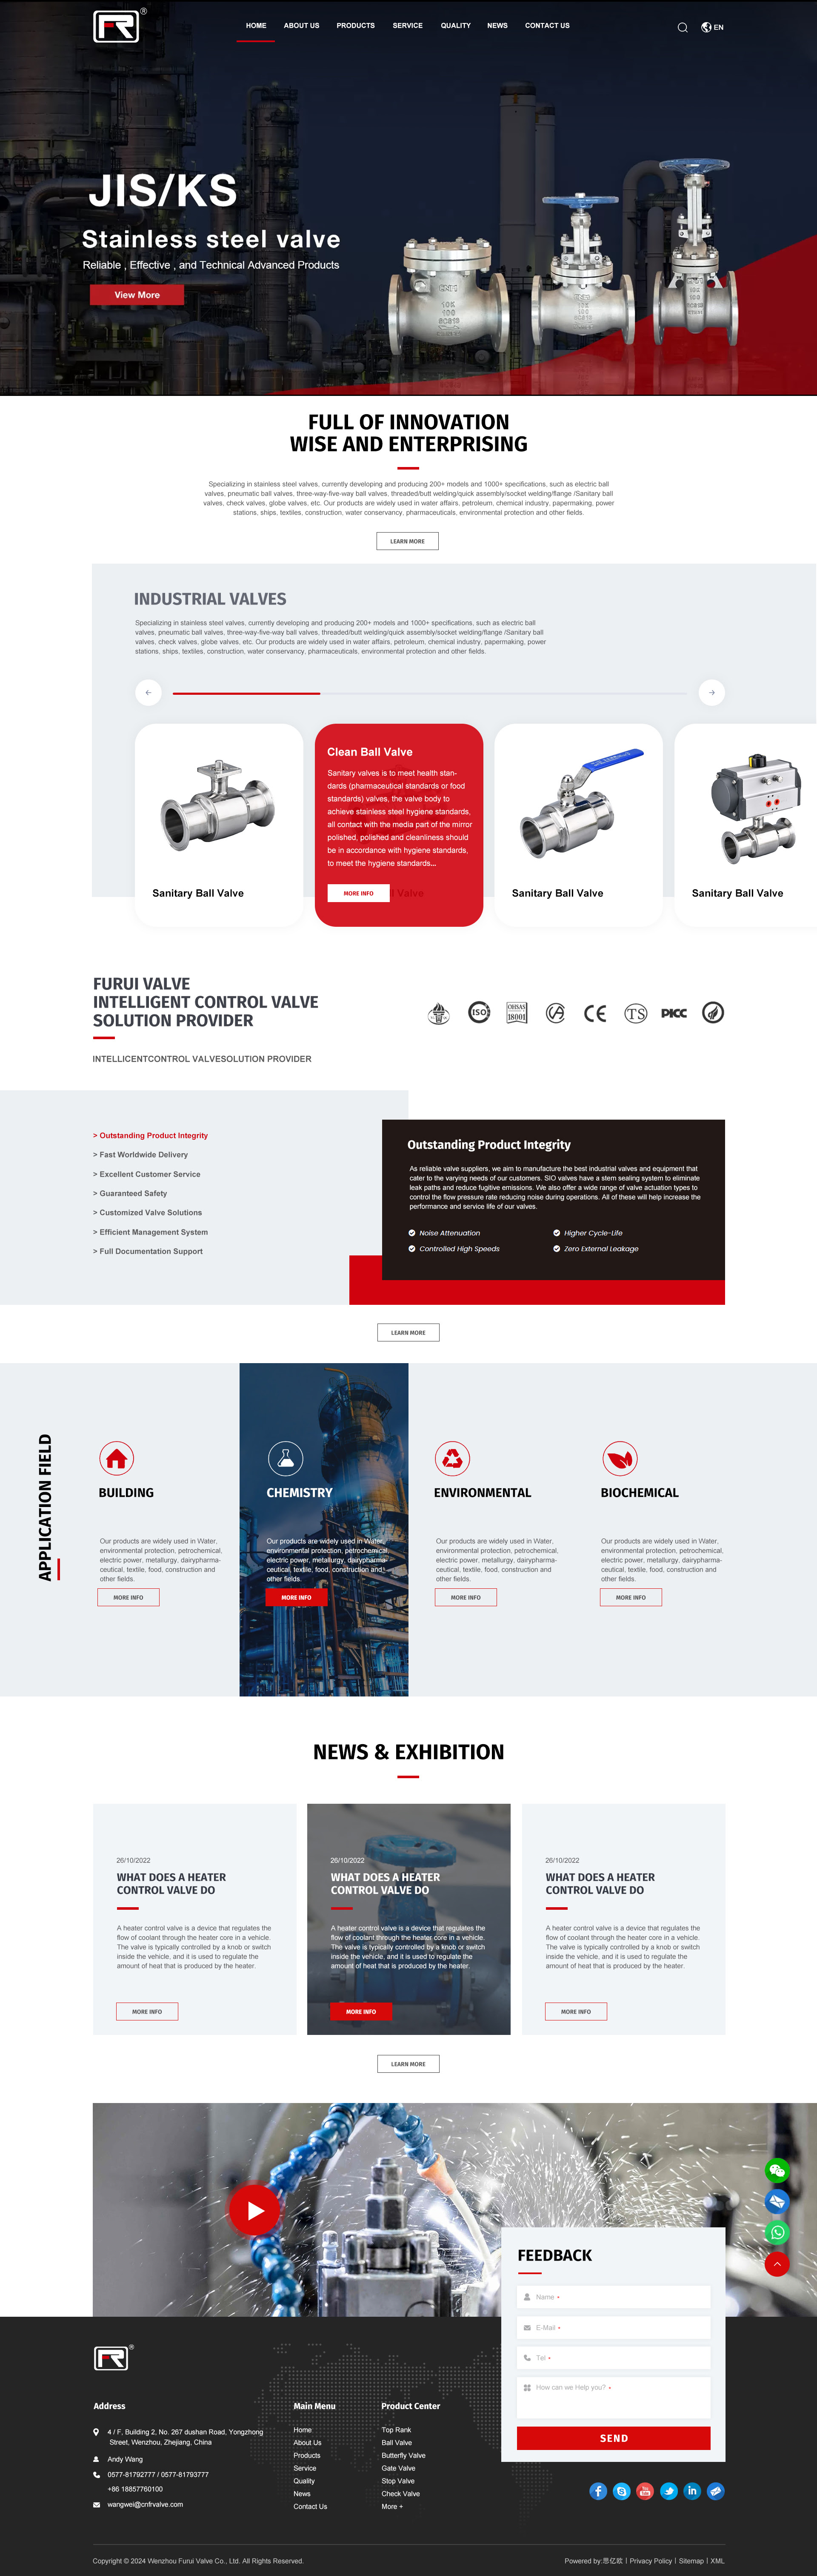 FR ®
HOME ABOUT US PRODUCTS SERVICE QUALITY NEWS CONTACT US
EN
JIS/KS
Stainless steel valve
Reliable , Effective , and Technical Advanced Products
View More
FULL OF INNOVATION
WISE AND ENTERPRISING
Specializing in stainless steel valves, currently developing and producing 200+ models and 1000+ specifications, such as electric ball
valves, pneumatic ball valves, three-way-five-way ball valves, threaded/butt welding/quick assembly/socket welding/flange /Sanitary ball
valves, check valves, globe valves, etc. Our products are widely used in water affairs, petroleum, chemical industry, papermaking, power
stations, ships, textiles, construction, water conservancy, pharmaceuticals, environmental protection and other fields.
LEARN MORE
INDUSTRIAL VALVES
Specializing in stainless steel valves, currently developing and producing 200+ models and 1000+ specifications, such as electric ball
valves, pneumatic ball valves, three-way-five-way ball valves, threaded/butt welding/quick assembly/socket welding/flange /Sanitary ball
valves, check valves, globe valves, etc. Our products are widely used in water affairs, petroleum, chemical industry, papermaking, power
stations, ships, textiles, construction, water conservancy, pharmaceuticals, environmental protection and other fields.
Sanitary Ball Valve
Clean Ball Valve
Sanitary valves is to meet health stan-
dards (pharmaceutical standards or food
standards) valves, the valve body to
achieve stainless steel hygiene standards,
all contact with the media part of the mirror
polished, polished and cleanliness should
be in accordance with hygiene standards,
to meet the hygiene standards...
MORE INFO
Sanitary Ball Valve
Sanitary Ball Valve
FURUI VALVE
INTELLIGENT CONTROL VALVE
SOLUTION PROVIDER
INTELLICENTCONTROL VALVESOLUTION PROVIDER
ISO
OHSAS
18001
CE
TS
PICC
> Outstanding Product Integrity
> Fast Worldwide Delivery
> Excellent Customer Service
> Guaranteed Safety
> Customized Valve Solutions
> Efficient Management System
> Full Documentation Support
Outstanding Product Integrity
As reliable valve suppliers, we aim to manufacture the best industrial valves and equipment that
cater to the varying needs of our customers. SIO valves have a stem sealing system to eliminate
leak paths and reduce fugitive emissions. We also offer a wide range of valve actuation types to
control the flow pressure rate reducing noise during operations. All of these will help increase the
performance and service life of our valves.
Noise Attenuation
Higher Cycle-Life
Controlled High Speeds
Zero External Leakage
LEARN MORE
APPLICATION FIELD
BUILDING
Our products are widely used in Water,
environmental protection, petrochemical,
electric power, metallurgy, dairypharma-
ceutical, textile, food, construction and
other fields.
MORE INFO
CHEMISTRY
Our products are widely used in Water,
environmental protection, petrochemical,
electric power, metallurgy, dairypharma-
ceutical, textile, food, construction and
other fields.
MORE INFO
ENVIRONMENTAL
Our products are widely used in Water,
environmental protection, petrochemical,
electric power, metallurgy, dairypharma-
ceutical, textile, food, construction and
other fields.
MORE INFO
BIOCHEMICAL
Our products are widely used in Water,
environmental protection, petrochemical,
electric power, metallurgy, dairypharma-
ceutical, textile, food, construction and
other fields.
MORE INFO
NEWS & EXHIBITION
26/10/2022
WHAT DOES A HEATER
CONTROL VALVE DO
A heater control valve is a device that regulates the
flow of coolant through the heater core in a vehicle.
The valve is typically controlled by a knob or switch
inside the vehicle, and it is used to regulate the
amount of heat that is produced by the heater.
MORE INFO
26/10/2022
WHAT DOES A HEATER
CONTROL VALVE DO
A heater control valve is a device that regulates the
flow of coolant through the heater core in a vehicle.
The valve is typically controlled by a knob or switch
inside the vehicle, and it is used to regulate the
amount of heat that is produced by the heater.
MORE INFO
26/10/2022
WHAT DOES A HEATER
CONTROL VALVE DO
A heater control valve is a device that regulates the
flow of coolant through the heater core in a vehicle.
The valve is typically controlled by a knob or switch
inside the vehicle, and it is used to regulate the
amount of heat that is produced by the heater.
MORE INFO
LEARN MORE
FEEDBACK
Name *
E-Mail *
Tel *
How can we Help you? *
SEND
FR ®
Address
4 / F, Building 2, No. 267 dushan Road, Yongzhong
Street, Wenzhou, Zhejiang, China
Andy Wang
0577-81792777 / 0577-81793777
+86 18857760100
wangwei@cnfrvalve.com
Main Menu
Home
About Us
Products
Service
Quality
News
Contact Us
Product Center
Top Rank
Ball Valve
Butterfly Valve
Gate Valve
Stop Valve
Check Valve
More +
Copyright © 2024 Wenzhou Furui Valve Co., Ltd. All Rights Reserved.
Powered by:思亿欧 | Privacy Policy | Sitemap | XML